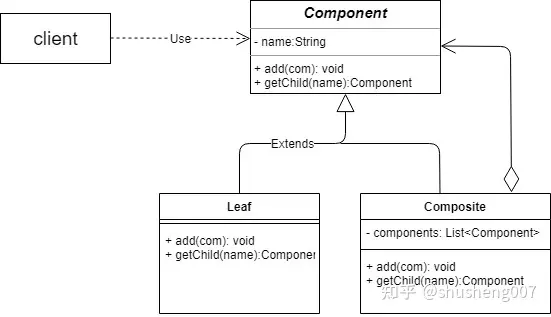 client
Use
Component
- name:String
+ add(com): void
+ getChild(name):Component
Extends
Leaf
+ add(com): void
+ getChild(name):Componen
Composite
- components: List<Component>
+ add(com): void
+ getChild(name):Component
知乎 @shusheng007